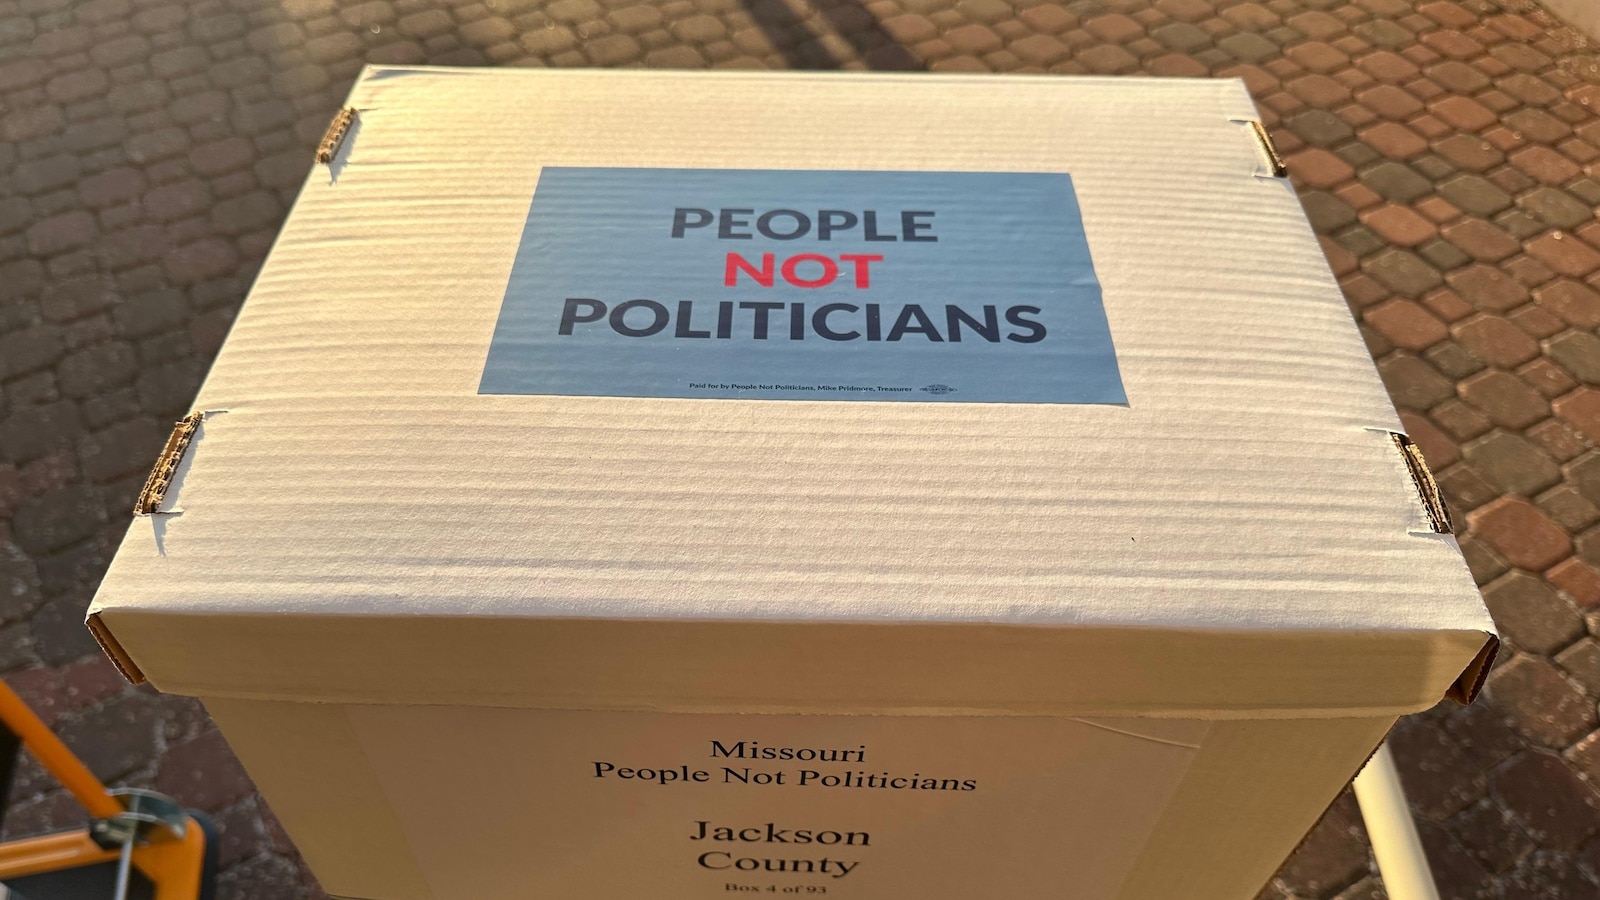 PEOPLE
NOT
POLITICIANS
Paid for by People Not Politicians, Mike Pridmore, Treasurer
Missouri
People Not Politicians
Jackson
County
Box 4 of 93